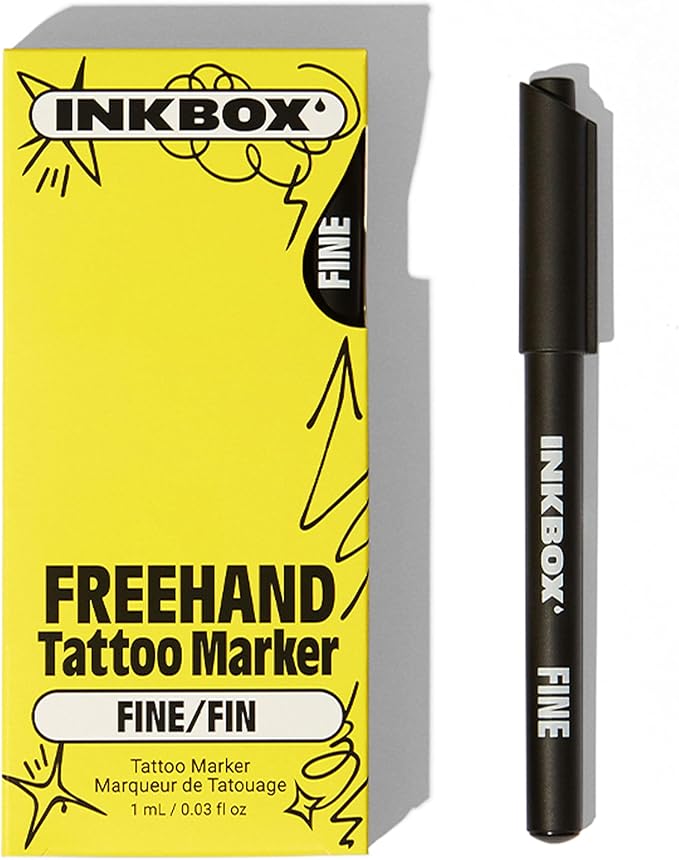 INKBOX
FINE
FREEHAND
Tattoo Marker
FINE/FIN
Tattoo Marker
Marqueur de Tatouage
1 mL / 0.03 fl oz
INKBOX
FINE